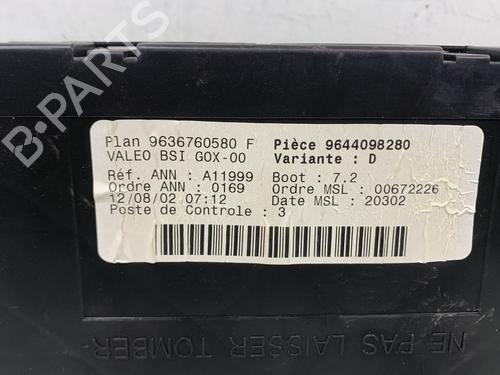 Plan 9636760580 F
Pièce 9644098280
VALEO BSI G0X-00
Variante : D
Réf. ANN : A11999
Boot : 7.2
Ordre ANN : 0169
Ordre MSL : 00672226
12/08/02 07:12
Date MSL : 20302
Poste de Controle : 3
NE PAS LAISSER TOMBER
B-PARTS